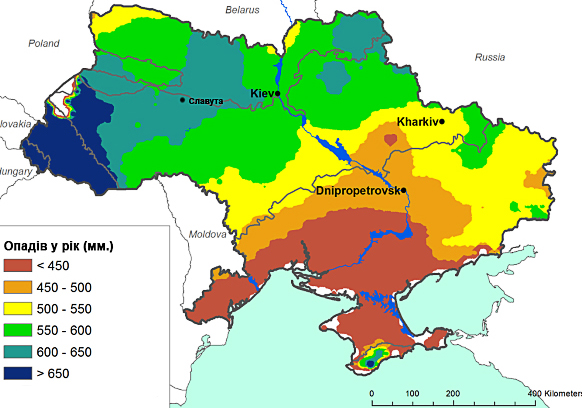 Belarus
Poland
Russia
Kiev
Славута
Kharkiv
lovakia
Hungary
Dnipropetrovsk
Moldova
Опадів у рік (мм.)
< 450
450 - 500
500 - 550
550 - 600
600 - 650
> 650
0 100 200 400 Kilometers